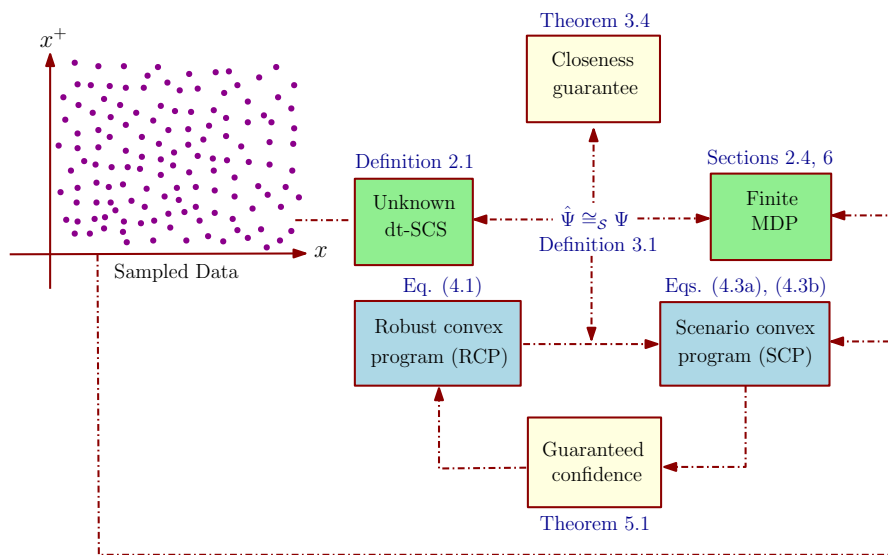 Theorem 3.4
x⁺
Closeness
guarantee
Definition 2.1
Sections 2.4, 6
Unknown
dt-SCS
Ψ̂ ≅_𝒮 Ψ
Definition 3.1
Finite
MDP
x
Sampled Data
Eq. (4.1)
Eqs. (4.3a), (4.3b)
Robust convex
program (RCP)
Scenario convex
program (SCP)
Guaranteed
confidence
Theorem 5.1